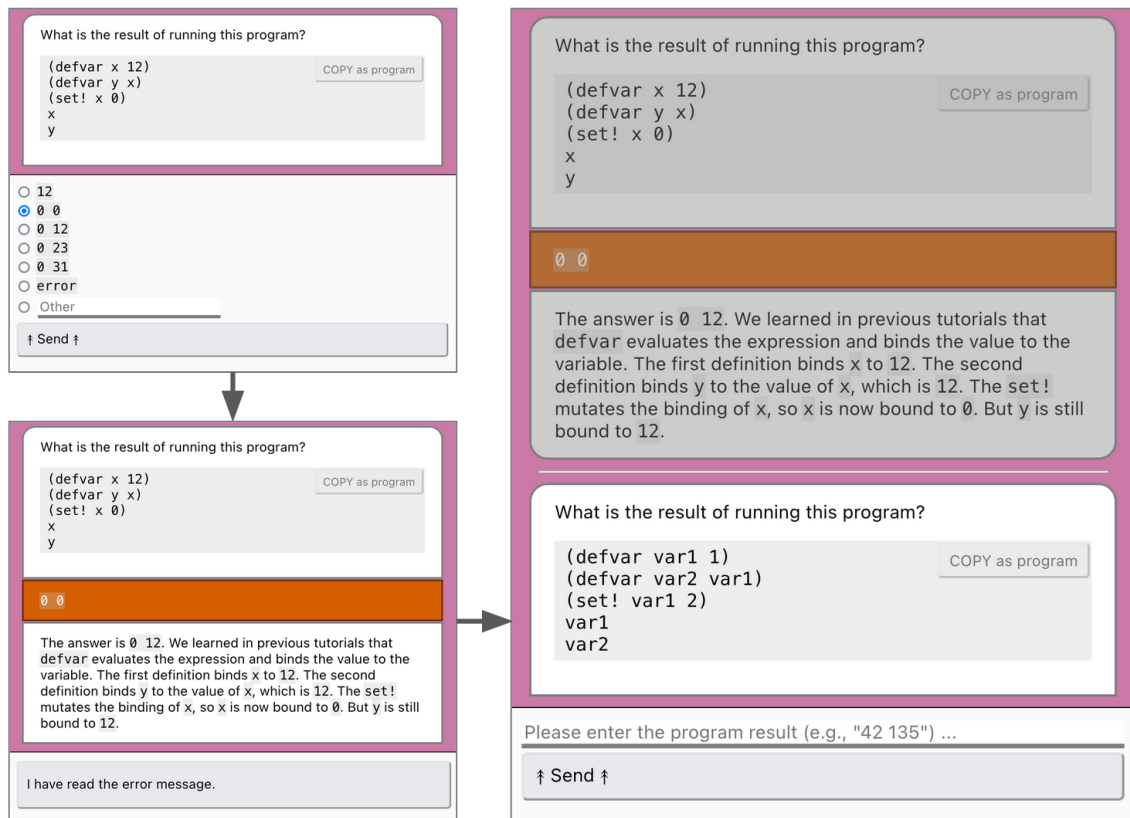 What is the result of running this program?
(defvar x 12)
(defvar y x)
(set! x 0)
x
y
COPY as program
12
0 0
0 12
0 23
0 31
error
Other
↟ Send ↟
What is the result of running this program?
(defvar x 12)
(defvar y x)
(set! x 0)
x
y
COPY as program
0 0
The answer is 0 12. We learned in previous tutorials that
defvar evaluates the expression and binds the value to the
variable. The first definition binds x to 12. The second
definition binds y to the value of x, which is 12. The set!
mutates the binding of x, so x is now bound to 0. But y is still
bound to 12.
I have read the error message.
What is the result of running this program?
(defvar x 12)
(defvar y x)
(set! x 0)
x
y
COPY as program
0 0
The answer is 0 12. We learned in previous tutorials that
defvar evaluates the expression and binds the value to the
variable. The first definition binds x to 12. The second
definition binds y to the value of x, which is 12. The set!
mutates the binding of x, so x is now bound to 0. But y is still
bound to 12.
What is the result of running this program?
(defvar var1 1)
(defvar var2 var1)
(set! var1 2)
var1
var2
COPY as program
Please enter the program result (e.g., "42 135") ...
↟ Send ↟